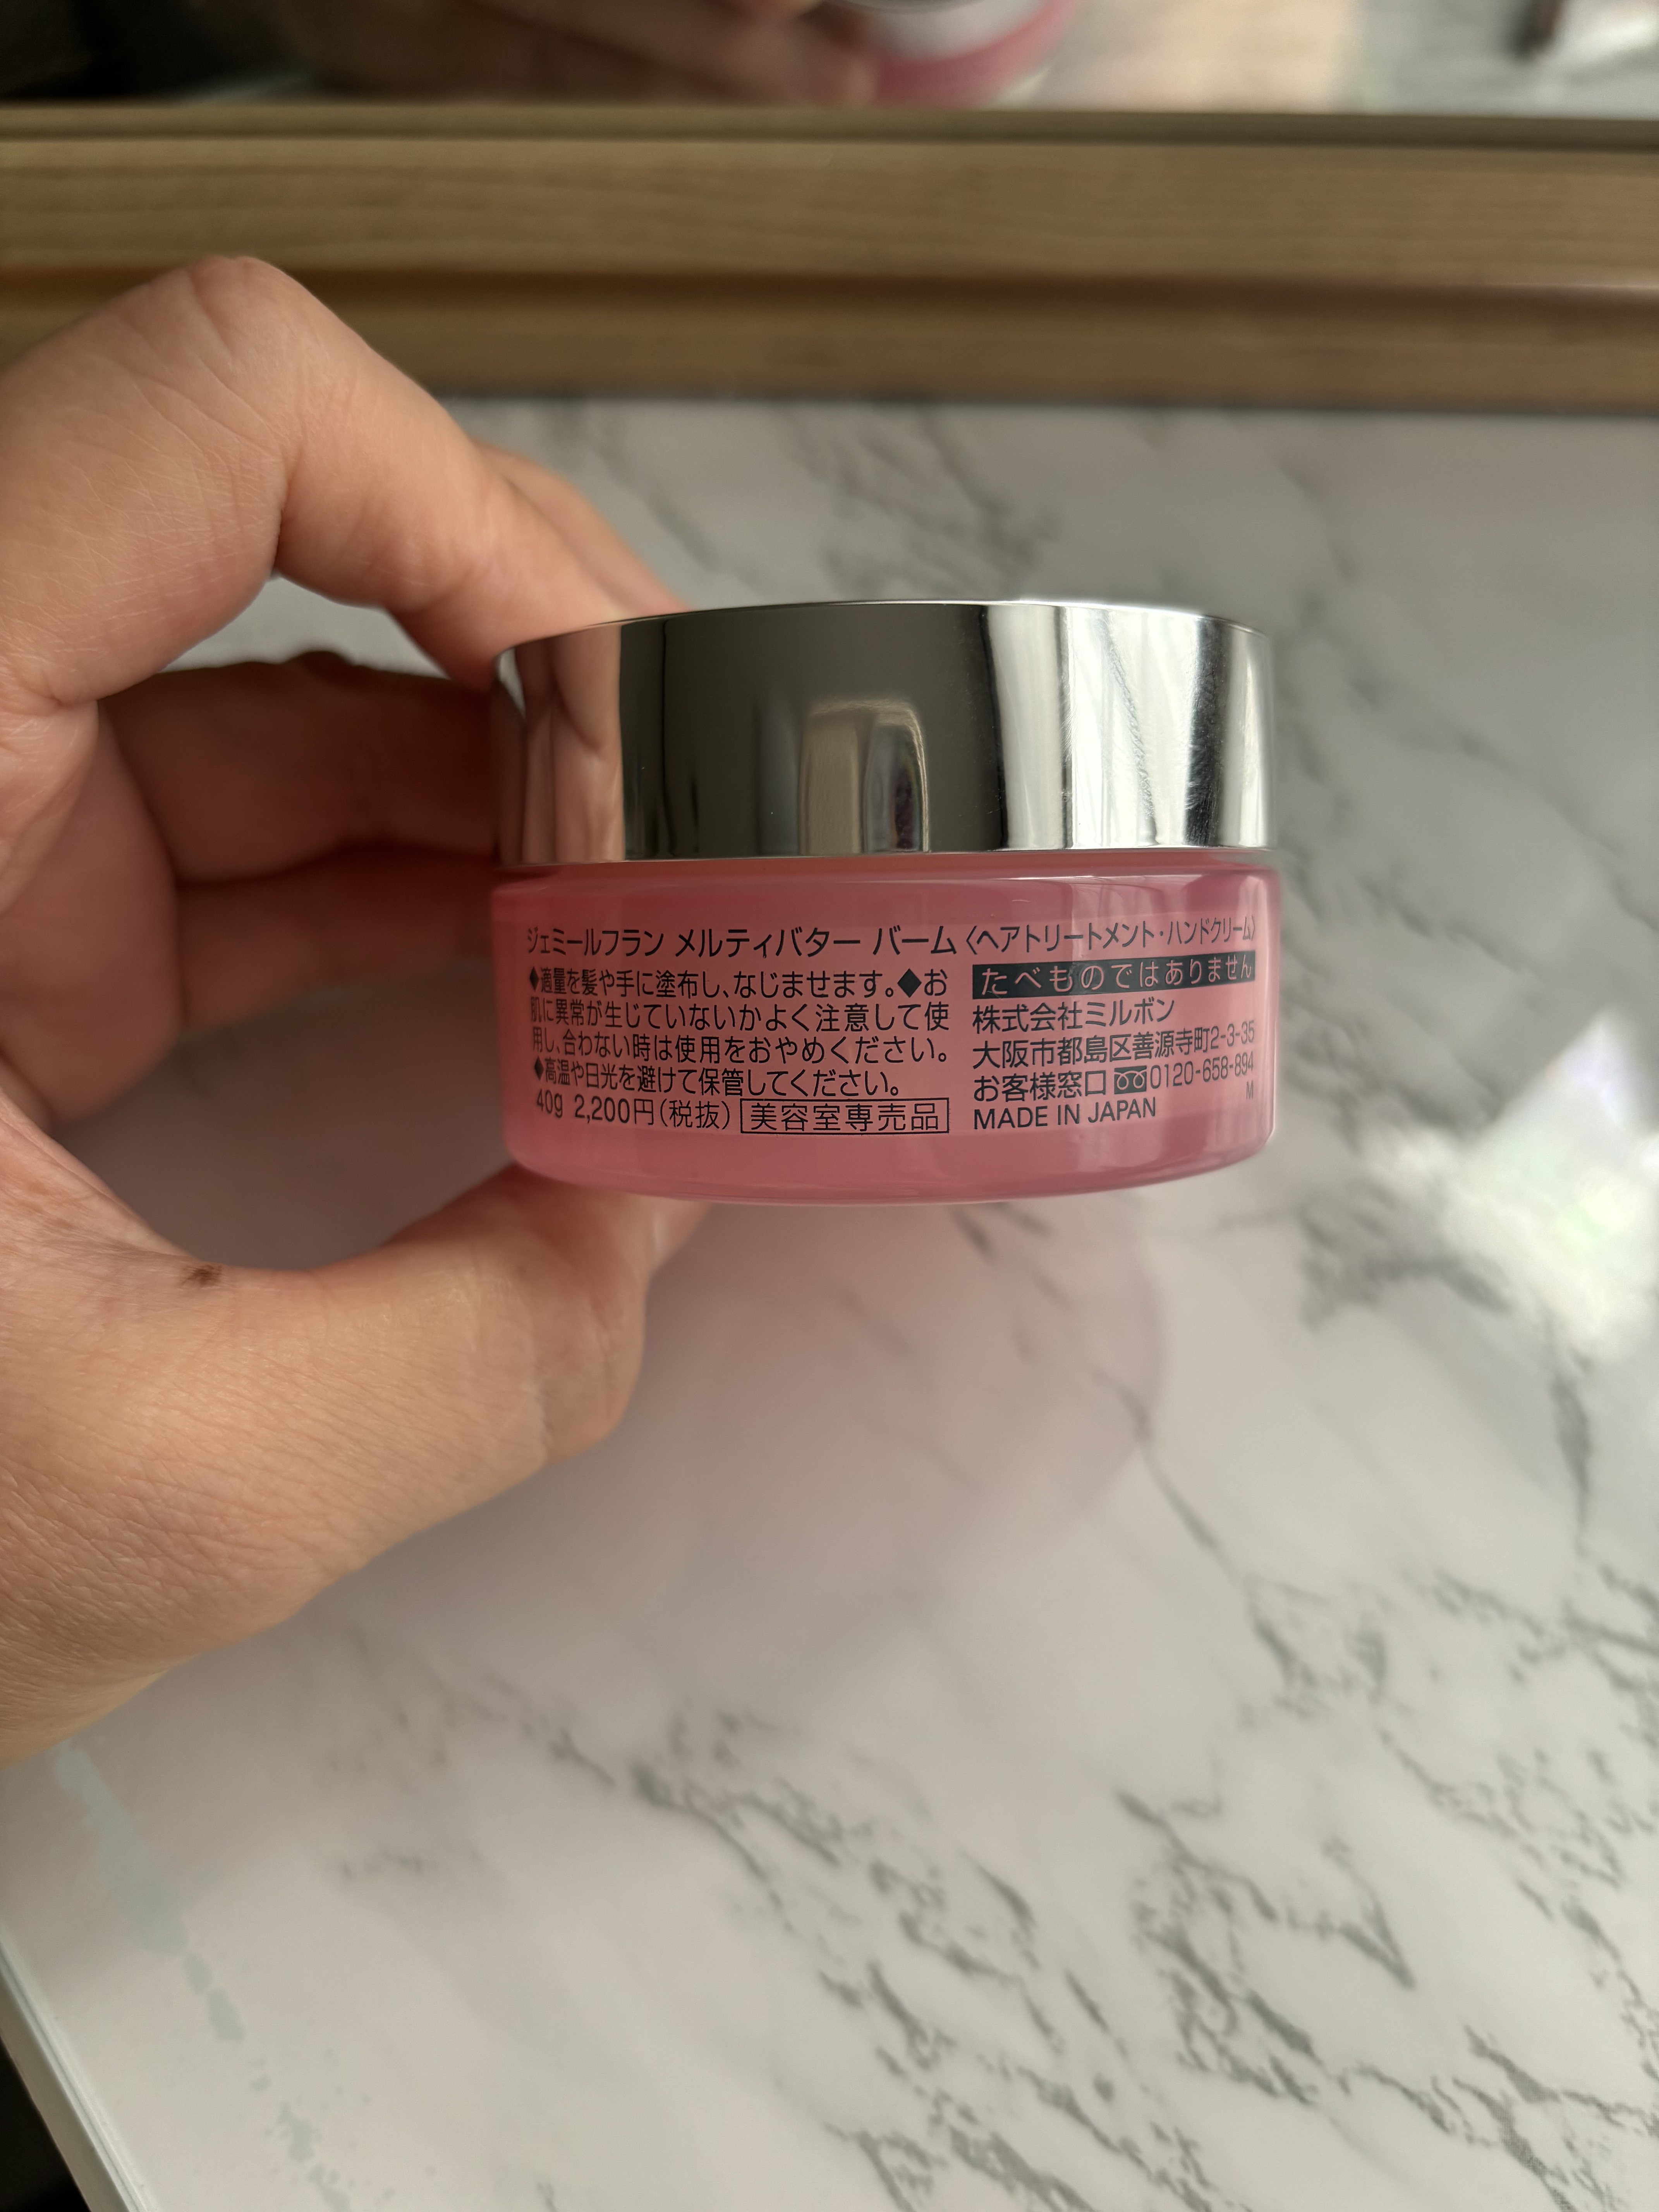 ジェミールフラン メルティバター バーム〈ヘアトリートメント・ハンドクリーム〉
◆適量を髪や手に塗布し、なじませます。◆お
肌に異常が生じていないかよく注意して使
用し、合わない時は使用をおやめください。
◆高温や日光を避けて保管してください。
40g 2,200円（税抜） 美容室専売品
たべものではありません
株式会社ミルボン
大阪市都島区善源寺町2-3-35
お客様窓口 0120-658-894
MADE IN JAPAN
M